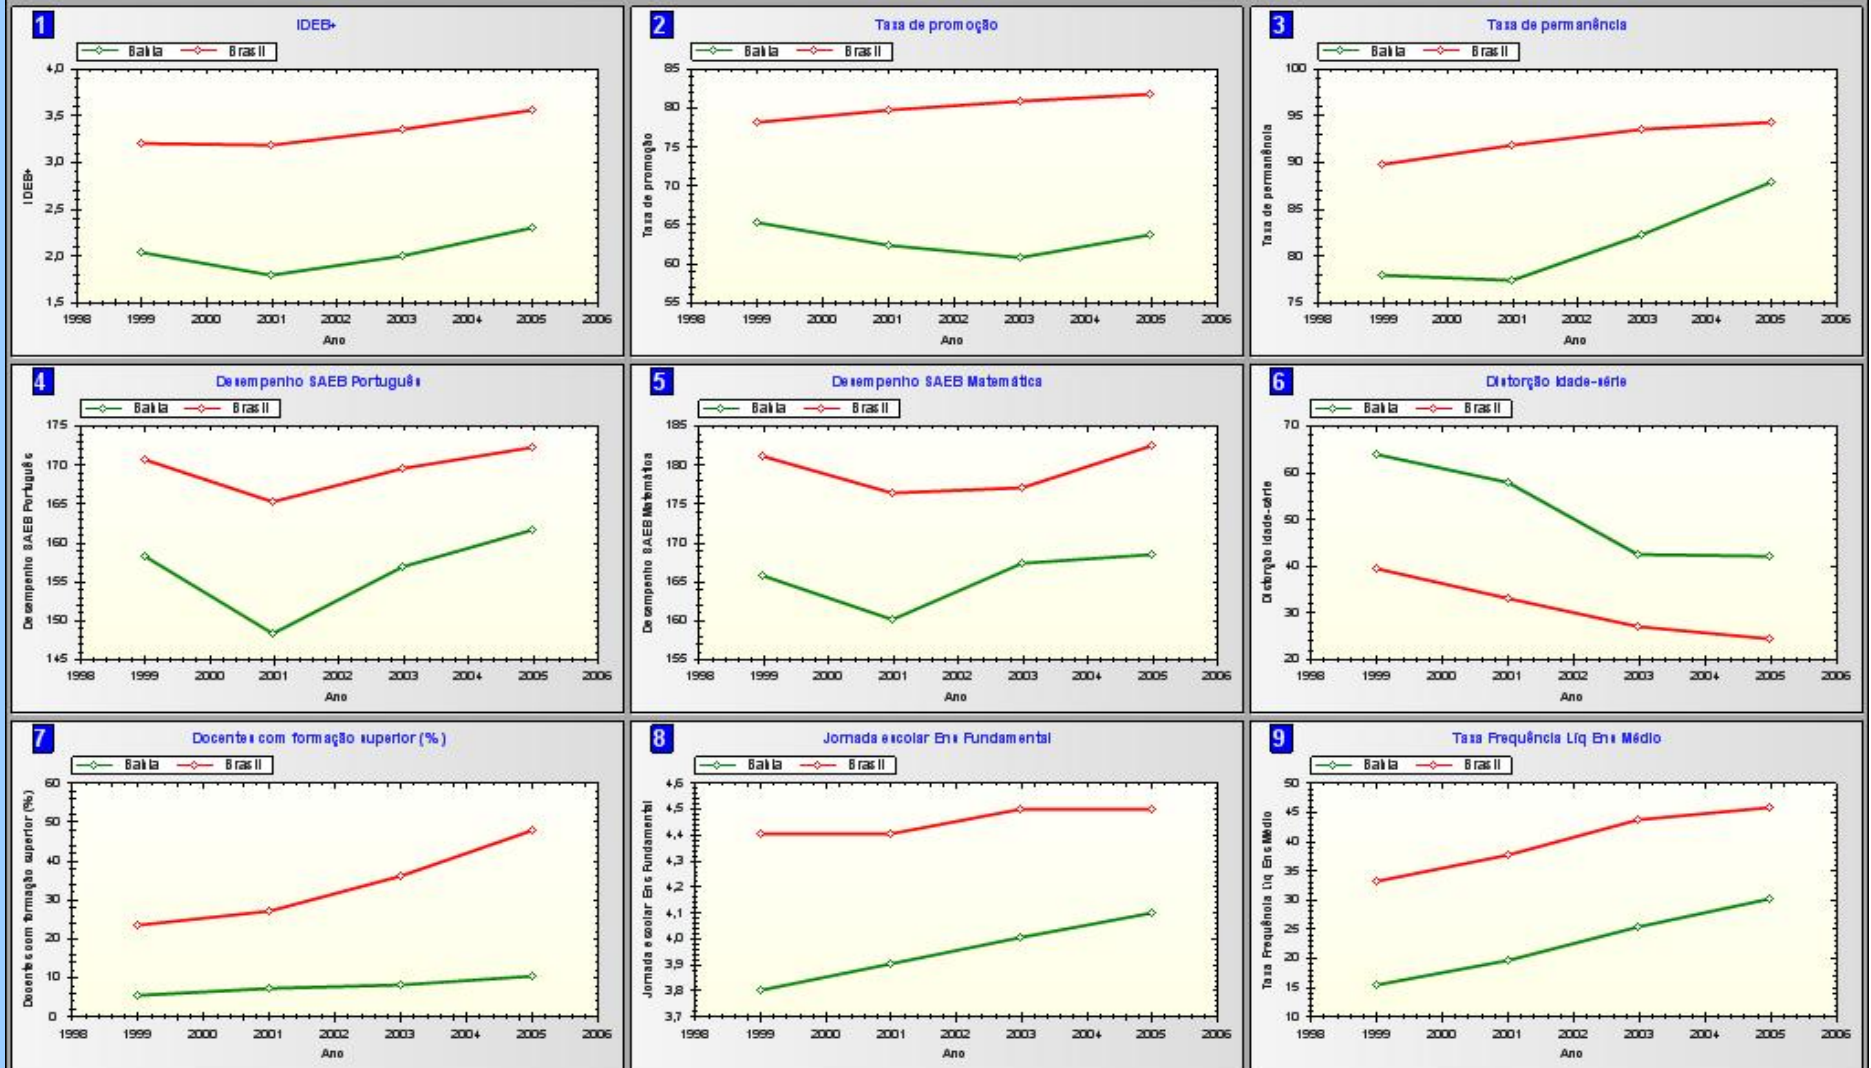 1
IDEB+
Bahia Brasil
4,0
3,5
3,0
2,5
2,0
1,5
IDEB+
1998 1999 2000 2001 2002 2003 2004 2005 2006
Ano
2
Taxa de promoção
Bahia Brasil
85
80
75
70
65
60
55
Taxa de promoção
1998 1999 2000 2001 2002 2003 2004 2005 2006
Ano
3
Taxa de permanência
Bahia Brasil
100
95
90
85
80
75
Taxa de permanência
1998 1999 2000 2001 2002 2003 2004 2005 2006
Ano
4
Desempenho SAEB Português
Bahia Brasil
175
170
165
160
155
150
145
Desempenho SAEB Português
1998 1999 2000 2001 2002 2003 2004 2005 2006
Ano
5
Desempenho SAEB Matemática
Bahia Brasil
185
180
175
170
165
160
155
Desempenho SAEB Matemática
1998 1999 2000 2001 2002 2003 2004 2005 2006
Ano
6
Distorção Idade-série
Bahia Brasil
70
60
50
40
30
20
Distorção Idade-série
1998 1999 2000 2001 2002 2003 2004 2005 2006
Ano
7
Docentes com formação superior (%)
Bahia Brasil
60
50
40
30
20
10
0
Docentes com formação superior (%)
1998 1999 2000 2001 2002 2003 2004 2005 2006
Ano
8
Jornada escolar Ens Fundamental
Bahia Brasil
4,6
4,5
4,4
4,3
4,2
4,1
4,0
3,9
3,8
3,7
Jornada escolar Ens Fundamental
1998 1999 2000 2001 2002 2003 2004 2005 2006
Ano
9
Taxa Frequência Liq Ens Médio
Bahia Brasil
50
45
40
35
30
25
20
15
10
Taxa Frequência Liq Ens Médio
1998 1999 2000 2001 2002 2003 2004 2005 2006
Ano